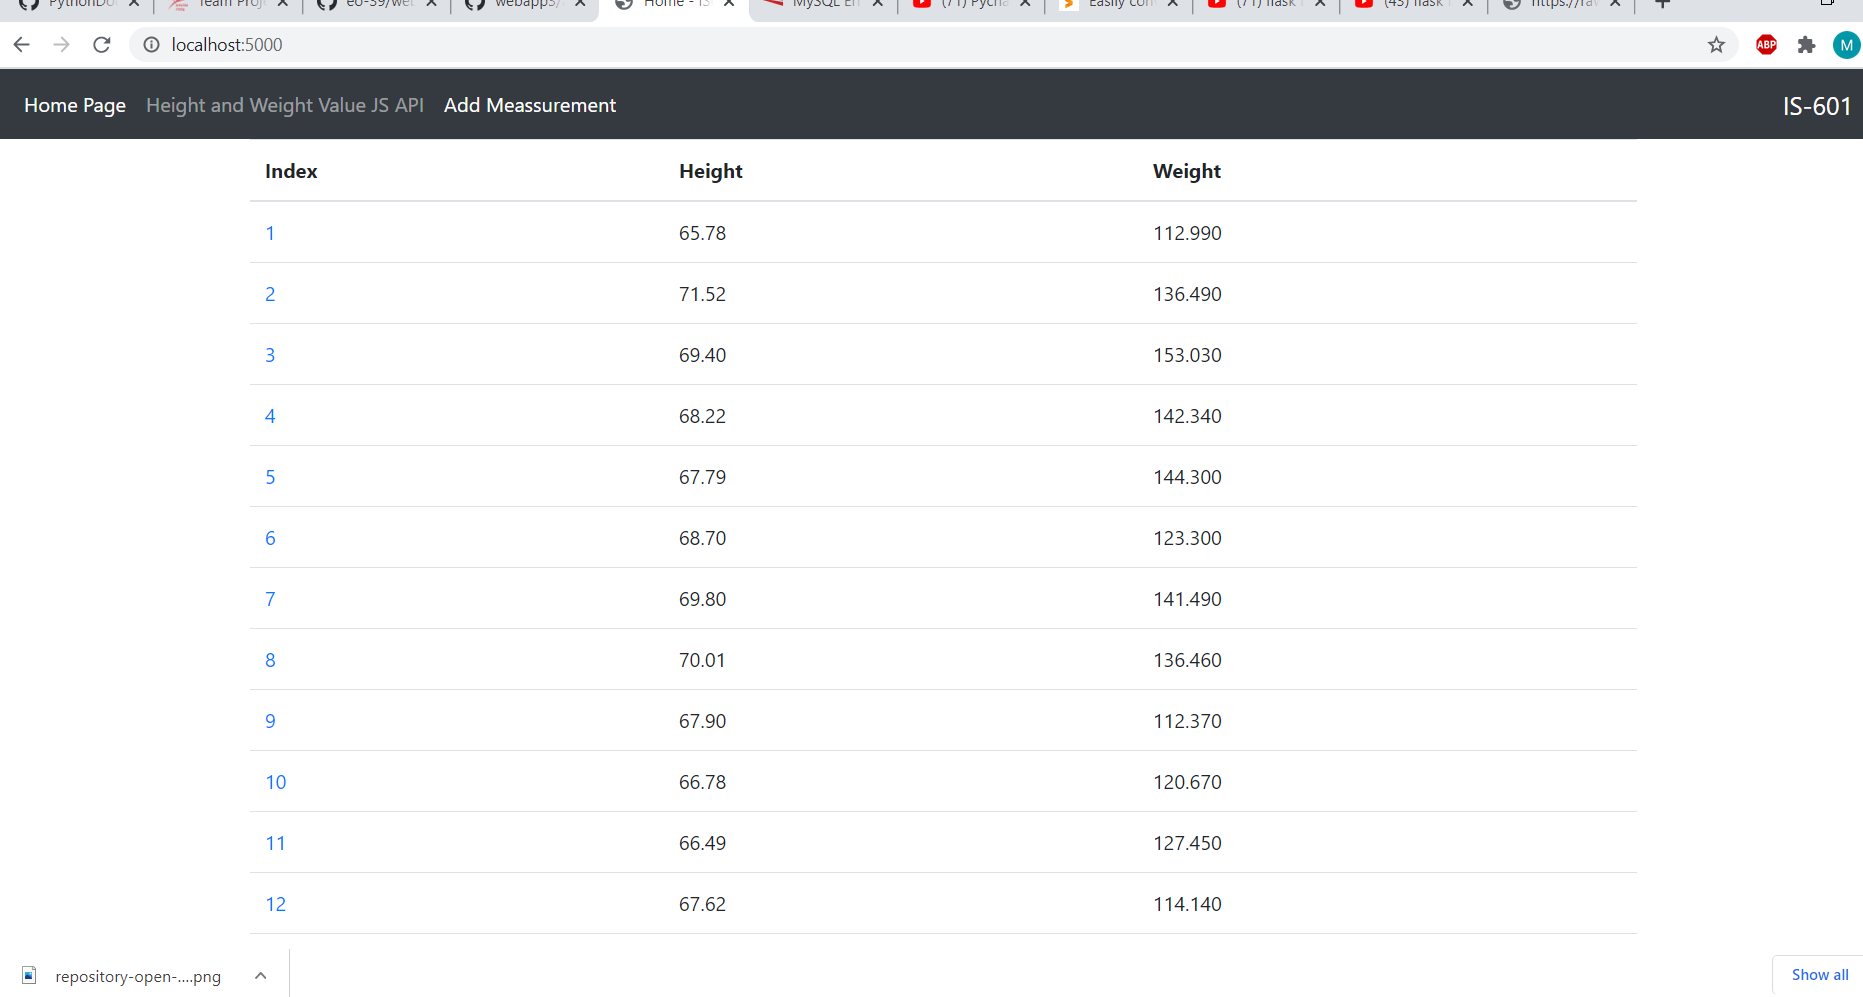 PythonDo
Team Proj
eo-39/we
webapp3/
Home - IS
MySQL En
(71) Pycha
Easily con
(71) flask
(43) flask
https://ra
localhost:5000
ABP
M
Home Page Height and Weight Value JS API Add Meassurement IS-601
Index Height Weight
1 65.78 112.990
2 71.52 136.490
3 69.40 153.030
4 68.22 142.340
5 67.79 144.300
6 68.70 123.300
7 69.80 141.490
8 70.01 136.460
9 67.90 112.370
10 66.78 120.670
11 66.49 127.450
12 67.62 114.140
repository-open-....png Show all